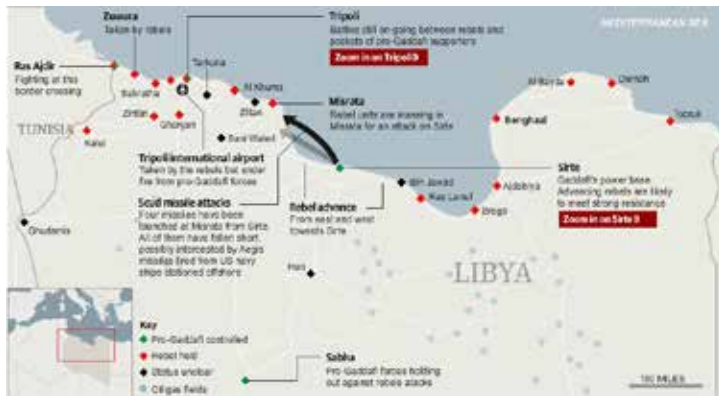 MEDITERRANEAN SEA
Zuwara
Taken by rebels
Tripoli
Battles still on-going between rebels and
pockets of pro-Gaddafi supporters
Zoom in on Tripoli
Ras Ajdir
Fighting at this
border crossing
Sabratha
Tarhuna
Al Khums
Zlitan
Misrata
Rebel units are massing in
Misrata for an attack on Sirte
Al Bayda
Darnah
Tobruk
Benghazi
TUNISIA
Zintan
Gharyan
Nalut
Bani Walid
Tripoli international airport
Taken by the rebels but under
fire from pro-Gaddafi forces
Scud missile attacks
Four missiles have been
launched at Misrata from Sirte.
All of them have fallen short,
possibly intercepted by Aegis
missiles fired from US navy
ships stationed offshore
Rebel advance
From east and west
towards Sirte
Bin Jawad
Ras Lanuf
Ajdabiya
Brega
Sirte
Gaddafi's power base
Advancing rebels are likely
to meet strong resistance
Zoom in on Sirte
Ghudamis
Hun
LIBYA
Key
Pro-Gaddafi controlled
Rebel held
Status unclear
Oil/gas fields
Sabha
Pro-Gaddafi forces holding
out against rebels attacks
100 MILES